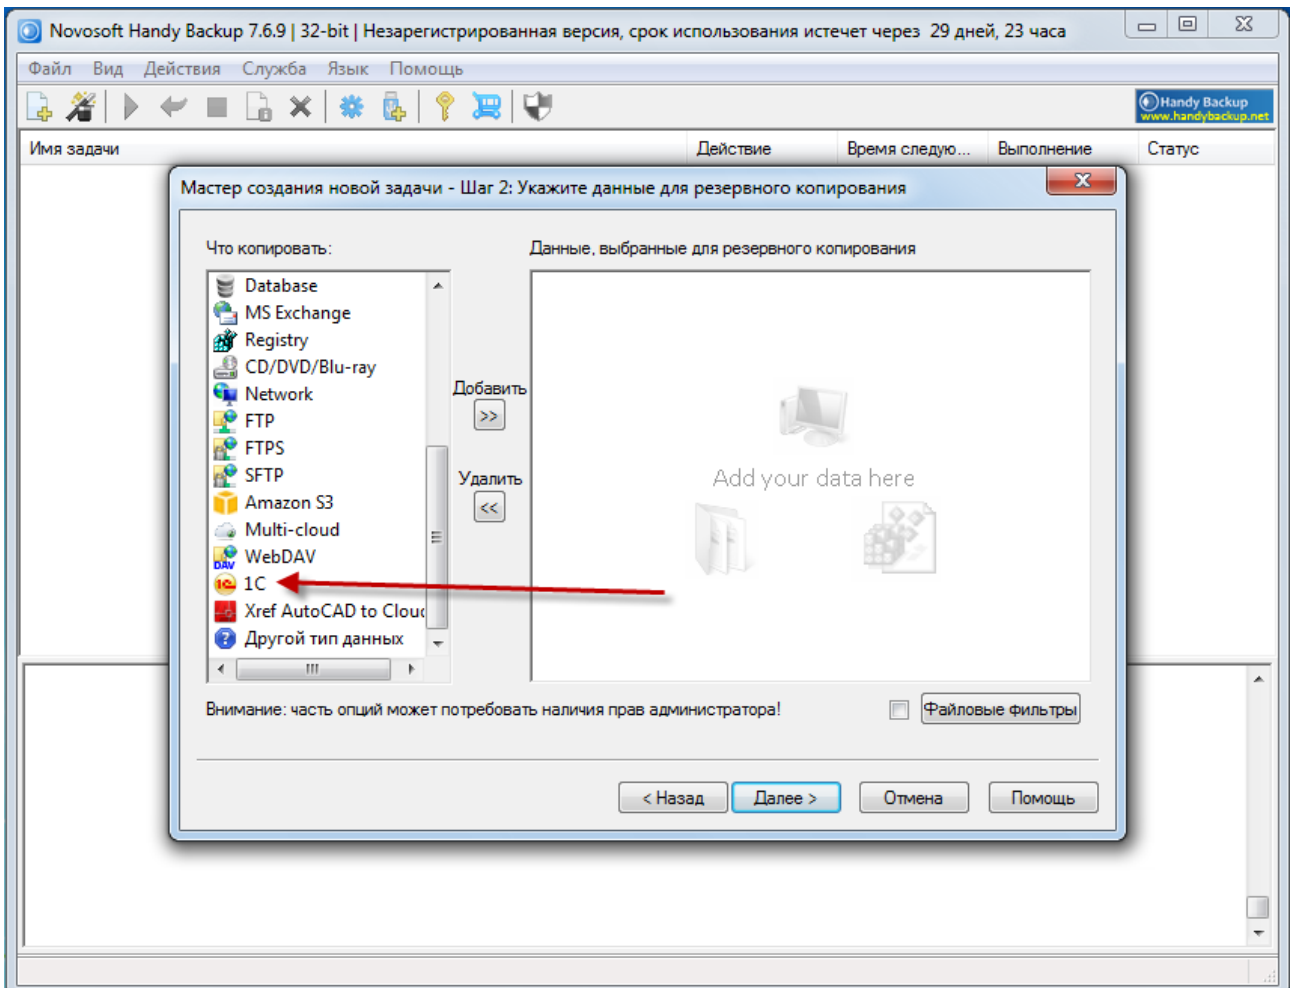 Novosoft Handy Backup 7.6.9 | 32-bit | Незарегистрированная версия, срок использования истечет через 29 дней, 23 часа
Файл Вид Действия Служба Язык Помощь
Handy Backup
www.handybackup.net
Имя задачи Действие Время следую... Выполнение Статус
Мастер создания новой задачи - Шаг 2: Укажите данные для резервного копирования
Что копировать: Данные, выбранные для резервного копирования
Database
MS Exchange
Registry
CD/DVD/Blu-ray
Network
FTP
FTPS
SFTP
Amazon S3
Multi-cloud
DAV WebDAV
1С 1С
Xref AutoCAD to Cloud
Другой тип данных
Добавить
>>
Удалить
<<
Add your data here
Внимание: часть опций может потребовать наличия прав администратора! Файловые фильтры
< Назад Далее > Отмена Помощь